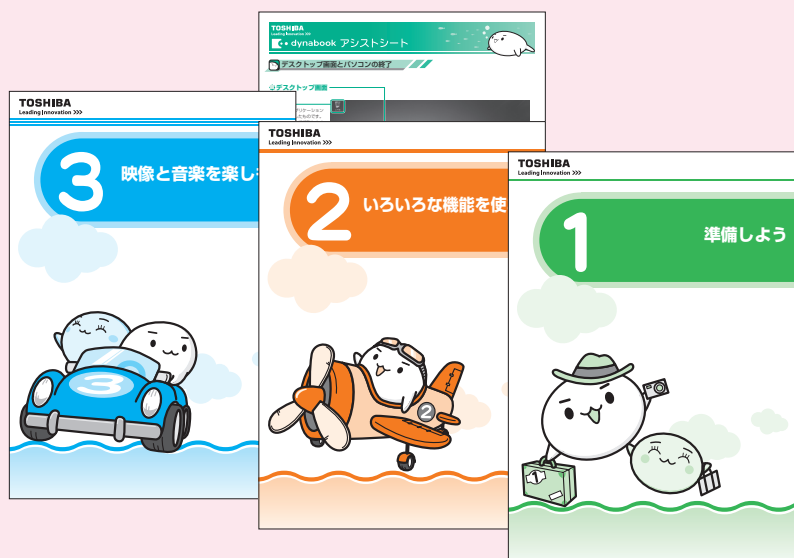 TOSHIBA
Leading Innovation >>>
dynabook アシストシート
デスクトップ画面とパソコンの終了
デスクトップ画面
TOSHIBA
Leading Innovation >>>
3
映像と音楽を楽し
3
TOSHIBA
Leading Innovation >>>
2
いろいろな機能を使
2
TOSHIBA
Leading Innovation >>>
1
準備しよう
1